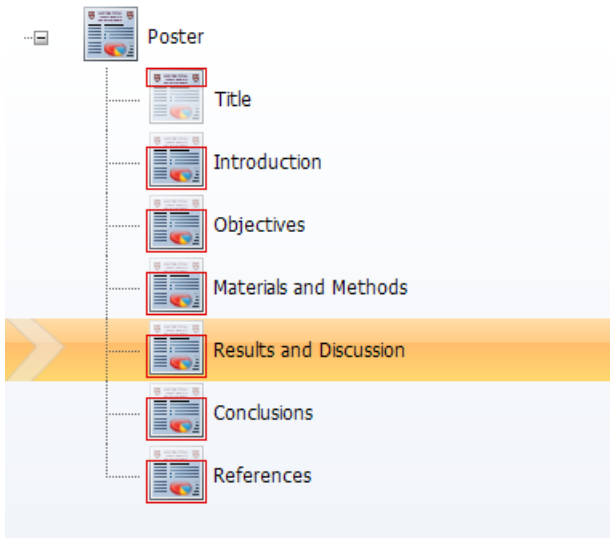 Poster
Title
Introduction
Objectives
Materials and Methods
Results and Discussion
Conclusions
References